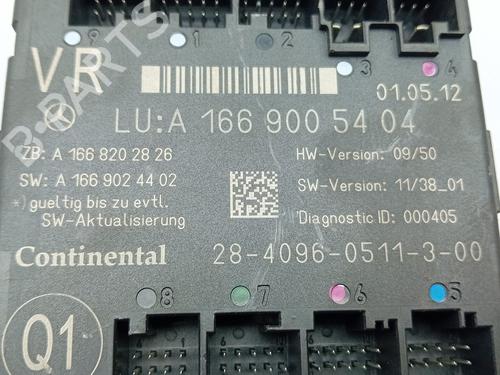 9 1 2 3 4
VR
01.05.12
LU:A 166 900 54 04
ZB: A 166 820 28 26
HW-Version: 09/50
SW: A 166 902 44 02
SW-Version: 11/38_01
*) gueltig bis zu evtl.
SW-Aktualisierung
Diagnostic ID: 000405
Continental
28-4096-0511-3-00
8 7 6 5
Q1
B-PARTS